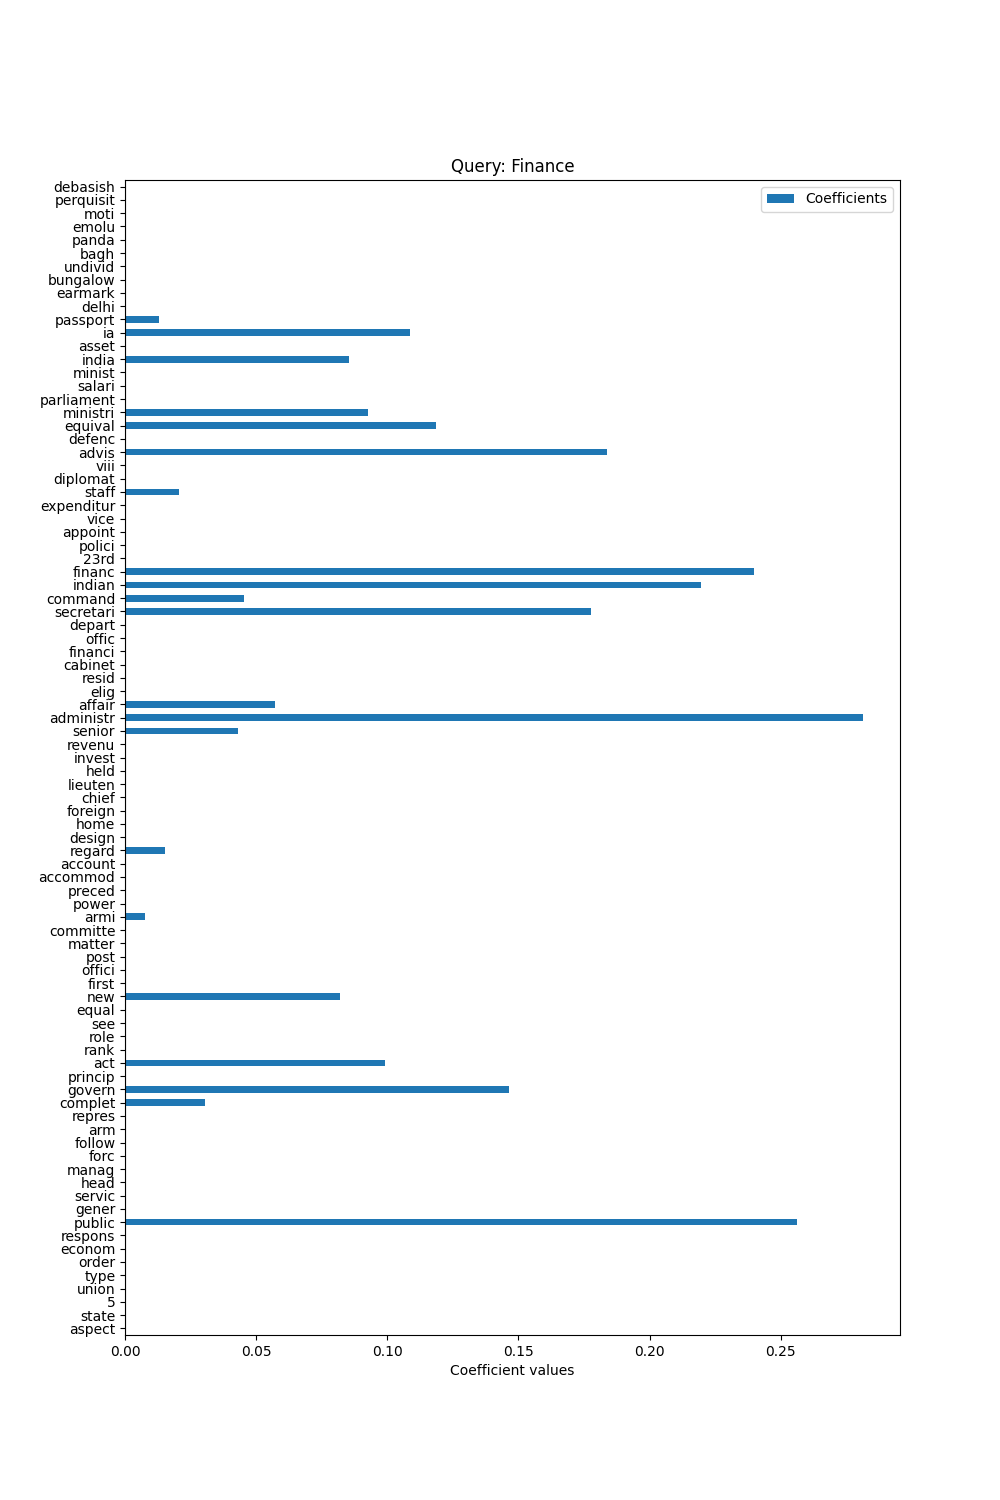 Query: Finance
Coefficients
debasish
perquisit
moti
emolu
panda
bagh
undivid
bungalow
earmark
delhi
passport
ia
asset
india
minist
salari
parliament
ministri
equival
defenc
advis
viii
diplomat
staff
expenditur
vice
appoint
polici
23rd
financ
indian
command
secretari
depart
offic
financi
cabinet
resid
elig
affair
administr
senior
revenu
invest
held
lieuten
chief
foreign
home
design
regard
account
accommod
preced
power
armi
committe
matter
post
offici
first
new
equal
see
role
rank
act
princip
govern
complet
repres
arm
follow
forc
manag
head
servic
gener
public
respons
econom
order
type
union
5
state
aspect
0.00 0.05 0.10 0.15 0.20 0.25
Coefficient values